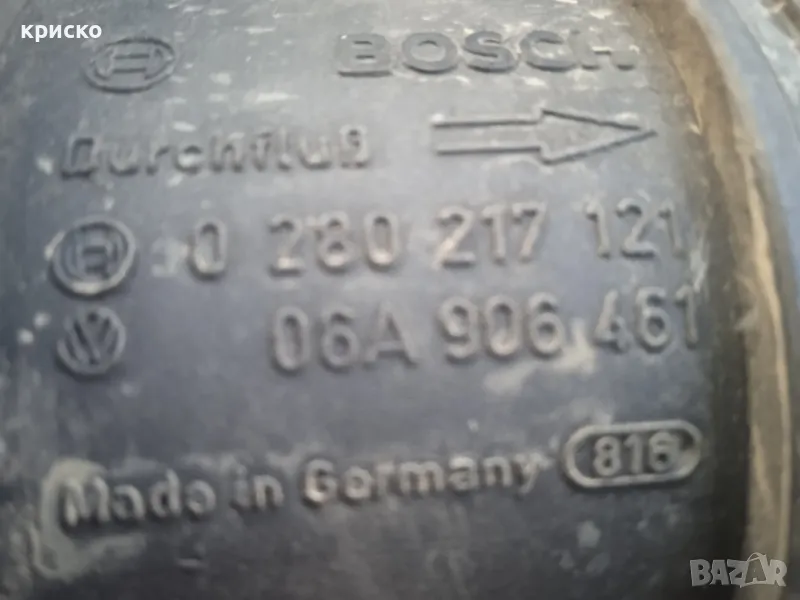 криско
BOSCH
Durchfluß
0 280 217 121
06A 906 461
Made in Germany 816
BAZAR